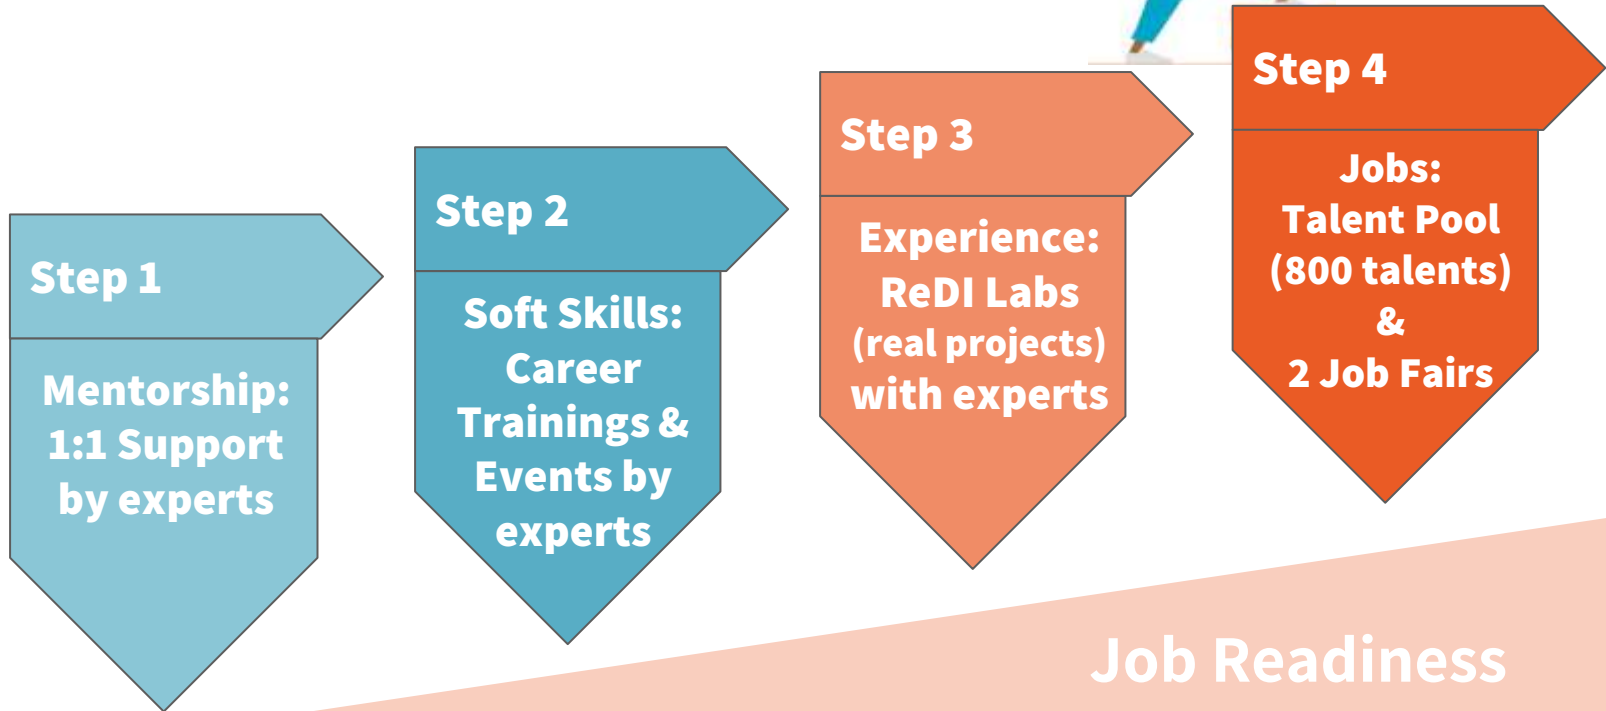 Step 1
Mentorship:
1:1 Support
by experts
Step 2
Soft Skills:
Career
Trainings &
Events by
experts
Step 3
Experience:
ReDI Labs
(real projects)
with experts
Step 4
Jobs:
Talent Pool
(800 talents)
&
2 Job Fairs
Job Readiness